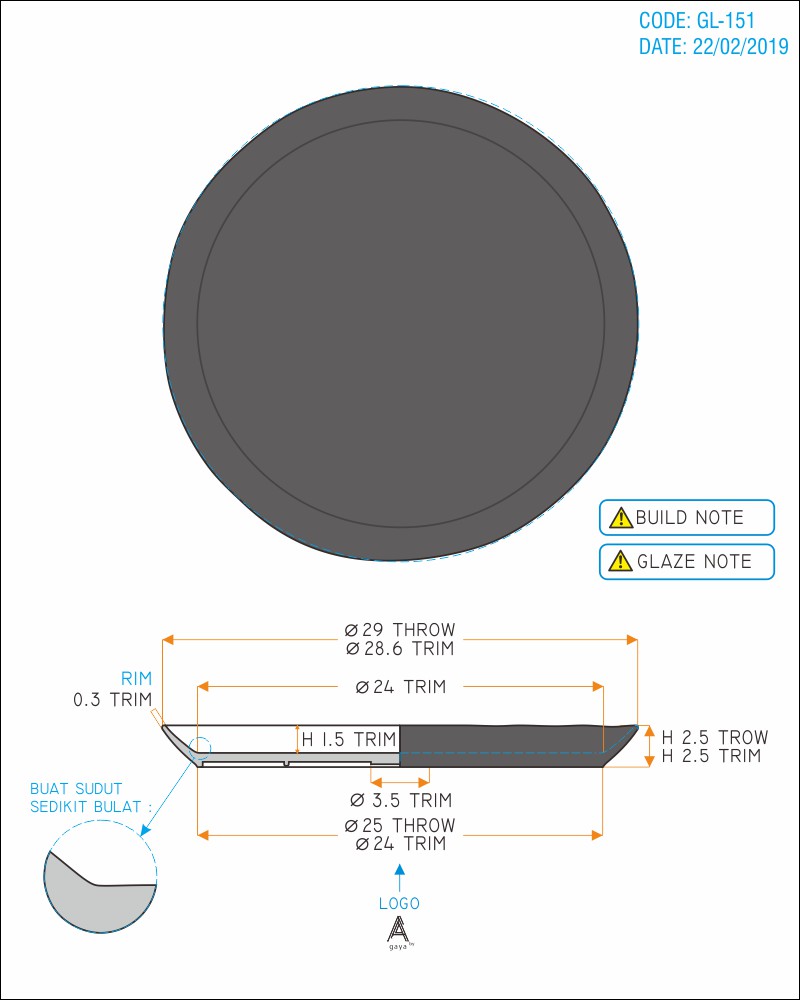 CODE: GL-151
DATE: 22/02/2019
BUILD NOTE
GLAZE NOTE
Ø 29 THROW
Ø 28.6 TRIM
RIM
0.3 TRIM
Ø 24 TRIM
H 1.5 TRIM
H 2.5 TROW
H 2.5 TRIM
BUAT SUDUT
SEDIKIT BULAT :
Ø 3.5 TRIM
Ø 25 THROW
Ø 24 TRIM
LOGO
gaya